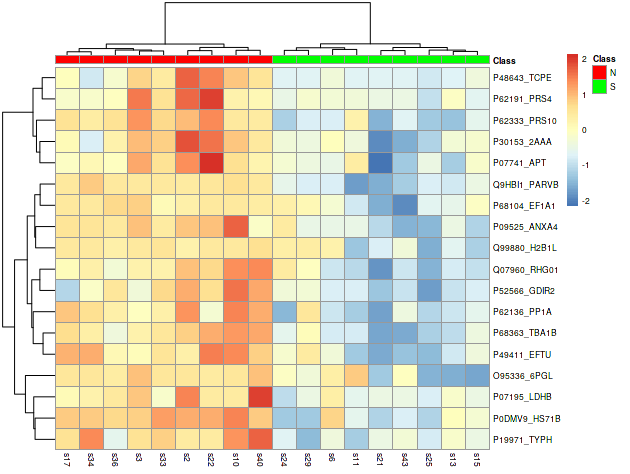 Class
P48643_TCPE
P62191_PRS4
P62333_PRS10
P30153_2AAA
P07741_APT
Q9HBI1_PARVB
P68104_EF1A1
P09525_ANXA4
Q99880_H2B1L
Q07960_RHG01
P52566_GDIR2
P62136_PP1A
P68363_TBA1B
P49411_EFTU
O95336_6PGL
P07195_LDHB
P0DMV9_HS71B
P19971_TYPH
s17 s34 s36 s3 s33 s2 s22 s10 s40 s24 s29 s6 s11 s21 s43 s25 s13 s15
2
1
0
-1
-2
Class
N
S